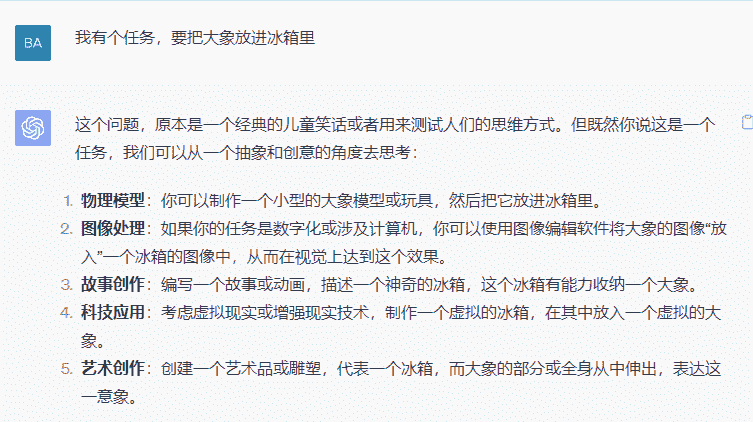 BA
我有个任务，要把大象放进冰箱里
这个问题，原本是一个经典的儿童笑话或者用来测试人们的思维方式。但既然你说这是一个
任务，我们可以从一个抽象和创意的角度去思考：
1. 物理模型：你可以制作一个小型的大象模型或玩具，然后把它放进冰箱里。
2. 图像处理：如果你的任务是数字化或涉及计算机，你可以使用图像编辑软件将大象的图像“放
入”一个冰箱的图像中，从而在视觉上达到这个效果。
3. 故事创作：编写一个故事或动画，描述一个神奇的冰箱，这个冰箱有能力收纳一个大象。
4. 科技应用：考虑虚拟现实或增强现实技术，制作一个虚拟的冰箱，在其中放入一个虚拟的大
象。
5. 艺术创作：创建一个艺术品或雕塑，代表一个冰箱，而大象的部分或全身从中伸出，表达这
一意象。